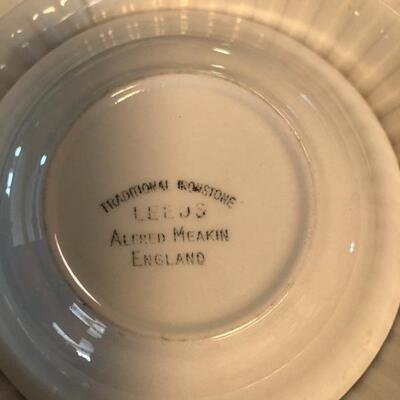 TRADITIONAL IRONSTONE
LEEDS
ALFRED MEAKIN
ENGLAND